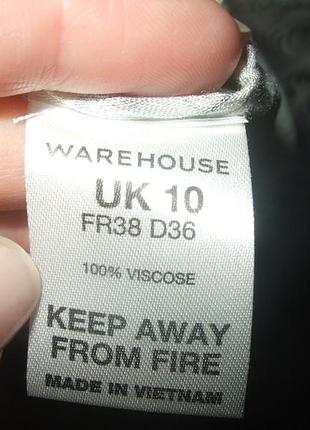 WAREHOUSE
UK 10
FR38 D36
100% VISCOSE
KEEP AWAY
FROM FIRE
MADE IN VIETNAM